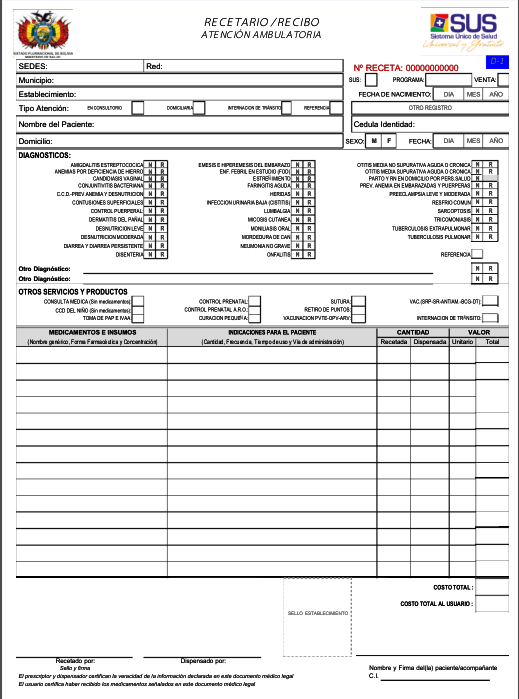 RECETARIO / RECIBO
ATENCIÓN AMBULATORIA
ESTADO PLURINACIONAL DE BOLIVIA
MINISTERIO DE SALUD
SUS
Sistema Único de Salud
Universal y Gratuito
D-1
SEDES: Red:
Nº RECETA: 00000000000
Municipio:
SUS: PROGRAMA: VENTA:
Establecimiento:
FECHA DE NACIMIENTO: DIA MES AÑO
Tipo Atención: EN CONSULTORIO DOMICILIARIA INTERNACION DE TRÁNSITO REFERENCIA
OTRO REGISTRO
Nombre del Paciente: Cedula Identidad:
Domicilio: SEXO: M F FECHA: DIA MES AÑO
DIAGNOSTICOS:
AMIGDALITIS ESTREPTOCOCICA N R
ANEMIAS POR DEFICIENCIA DE HIERRO N R
CANDIDIASIS VAGINAL N R
CONJUNTIVITIS BACTERIANA N R
C.C.D.-PREV.ANEMIA Y DESNUTRICION N R
CONTUSIONES SUPERFICIALES N R
CONTROL PUERPERAL N R
DERMATITIS DEL PAÑAL N R
DESNUTRICION LEVE N R
DESNUTRICION MODERADA N R
DIARREA Y DIARREA PERSISTENTE N R
DISENTERIA N R
EMESIS E HIPEREMESIS DEL EMBARAZO N R
ENF. FEBRIL EN ESTUDIO (FOD) N R
ESTREÑIMIENTO N R
FARINGITIS AGUDA N R
HERIDAS N R
INFECCION URINARIA BAJA (CISTITIS) N R
LUMBALGIA N R
MICOSIS CUTANEA N R
MONILIASIS ORAL N R
MORDEDURA DE CAN N R
NEUMONIA NO GRAVE N R
ONFALITIS N R
OTITIS MEDIA NO SUPURATIVA AGUDA O CRONICA N R
OTITIS MEDIA SUPURATIVA AGUDA O CRONICA N R
PARTO Y RN EN DOMICILIO POR PERS.SALUD N
PREV. ANEMIA EN EMBARAZADAS Y PUERPERAS N R
PREECLAMPSIA LEVE Y MODERADA N R
RESFRIO COMUN N R
SARCOPTOSIS N R
TRICOMONIASIS N R
TUBERCULOSIS EXTRAPULMONAR N R
TUBERCULOSIS PULMONAR N R
REFERENCIA
Otro Diagnóstico: N R
Otro Diagnóstico: N R
OTROS SERVICIOS Y PRODUCTOS
CONSULTA MEDICA (Sin medicamentos): CONTROL PRENATAL: SUTURA: VAC.(SRP-SR-ANTIAM.-BCG-DT):
CCD DEL NIÑO (Sin medicamentos): CONTROL PRENATAL A.R.O.: RETIRO DE PUNTOS:
TOMA DE PAP E IVAA: CURACION PEQUEÑA: VACUNACION PVTE-OPV-ARV: INTERNACION DE TRÁNSITO:
MEDICAMENTOS E INSUMOS INDICACIONES PARA EL PACIENTE CANTIDAD VALOR
(Nombre genérico, Forma Farmacéutica y Concentración) (Cantidad, Frecuencia, Tiempo de uso y Vía de administración) Recetada Dispensada Unitario Total
COSTO TOTAL :
COSTO TOTAL AL USUARIO :
SELLO ESTABLECIMIENTO
Recetado por: Dispensado por:
Sello y firma
Nombre y Firma del(la) paciente/acompañante
C.I.
El prescriptor y dispensador certifican la veracidad de la información declarada en este documento médico legal
El usuario certifica haber recibido los medicamentos señalados en este documento médico legal